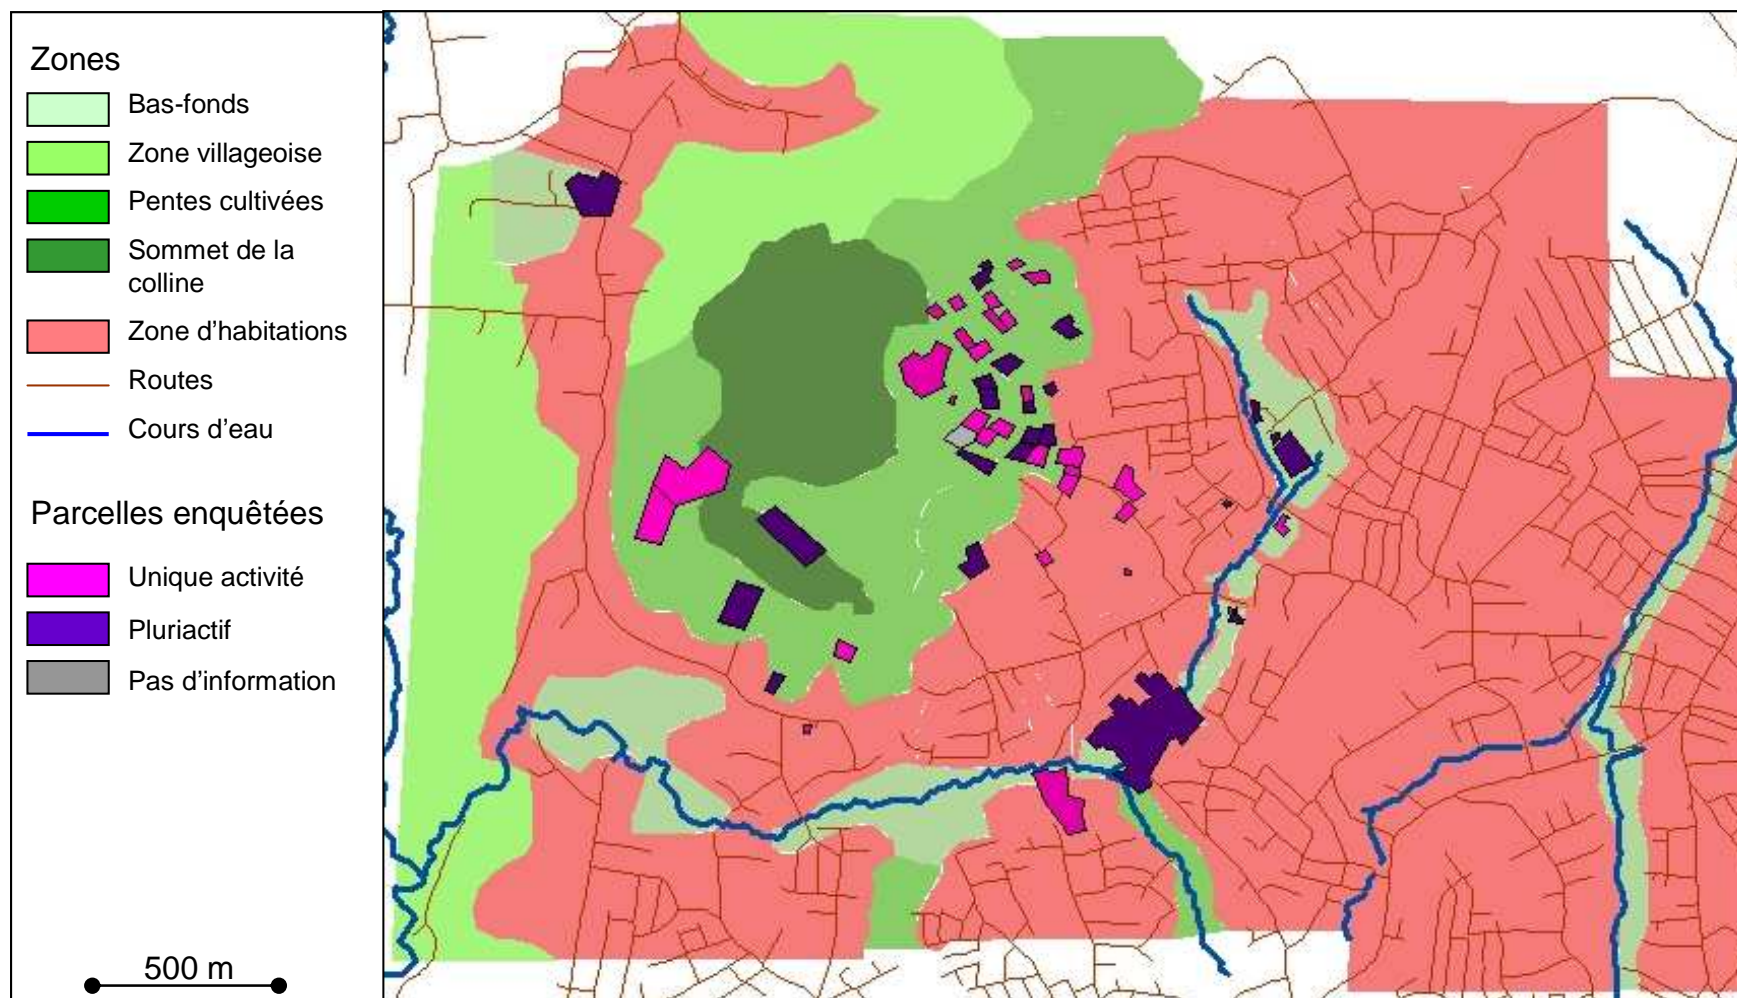 Zones
Bas-fonds
Zone villageoise
Pentes cultivées
Sommet de la
colline
Zone d'habitations
Routes
Cours d'eau
Parcelles enquêtées
Unique activité
Pluriactif
Pas d'information
500 m